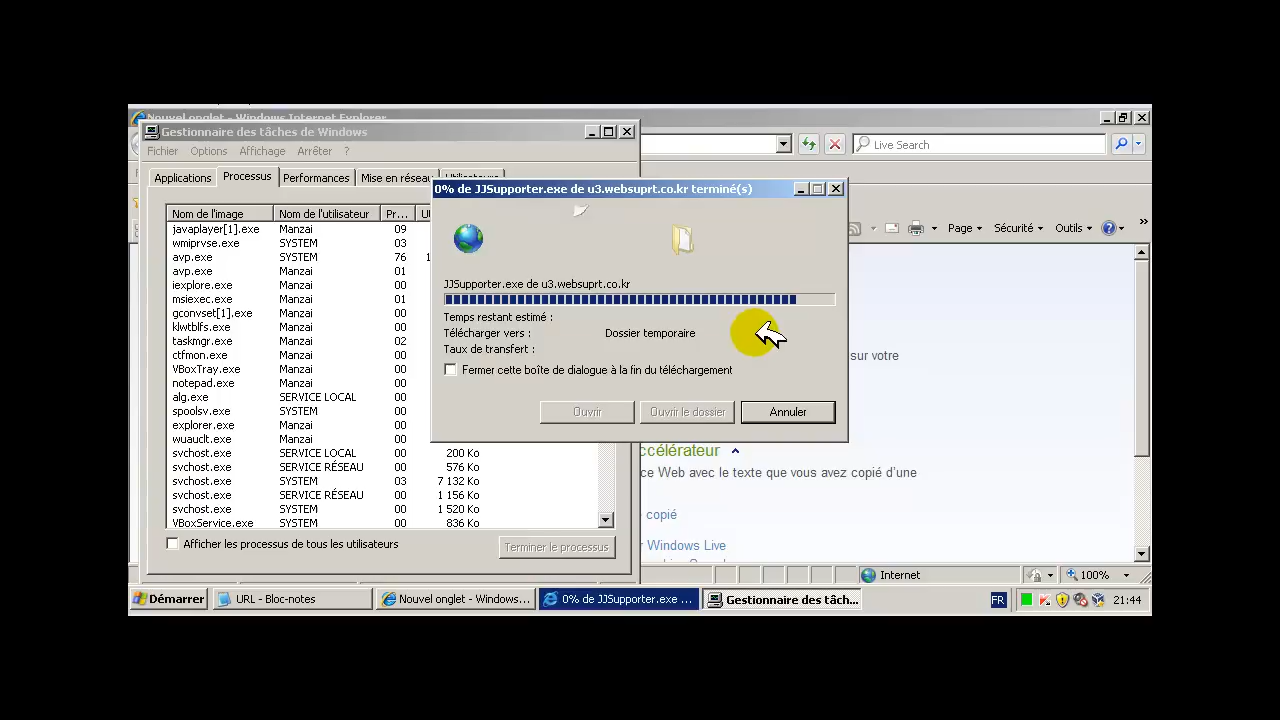 Nouvel onglet - Windows Internet Explorer
Gestionnaire des tâches de Windows
Fichier Options Affichage Arrêter ?
Live Search
Applications Processus Performances Mise en réseau Utilisateurs
0% de JJSupporter.exe de u3.websuprt.co.kr terminé(s)
Nom de l'image Nom de l'utilisateur Pr...
javaplayer[1].exe Manzai 09
wmiprvse.exe SYSTEM 03
avp.exe SYSTEM 76
avp.exe Manzai 01
iexplore.exe Manzai 00
msiexec.exe SYSTEM 01
gconvset[1].exe Manzai 00
klwtblfs.exe Manzai 00
taskmgr.exe Manzai 02
ctfmon.exe Manzai 00
VBoxTray.exe Manzai 00
notepad.exe Manzai 00
alg.exe SERVICE LOCAL 00
spoolsv.exe SYSTEM 00
explorer.exe Manzai 00
wuauclt.exe Manzai 00
svchost.exe SERVICE LOCAL 00 200 Ko
svchost.exe SERVICE RÉSEAU 00 576 Ko
svchost.exe SYSTEM 03 7 132 Ko
svchost.exe SERVICE RÉSEAU 00 1 156 Ko
svchost.exe SYSTEM 00 1 520 Ko
VBoxService.exe SYSTEM 00 836 Ko
Afficher les processus de tous les utilisateurs
Terminer le processus
JJSupporter.exe de u3.websuprt.co.kr
Temps restant estimé :
Télécharger vers : Dossier temporaire
Taux de transfert :
Fermer cette boîte de dialogue à la fin du téléchargement
Ouvrir Ouvrir le dossier Annuler
Page Sécurité Outils
sur votre
ccélérateur
ce Web avec le texte que vous avez copié d'une
copié
Windows Live
Internet 100%
Démarrer URL - Bloc-notes Nouvel onglet - Windows... 0% de JJSupporter.exe ... Gestionnaire des tâch... FR 21:44